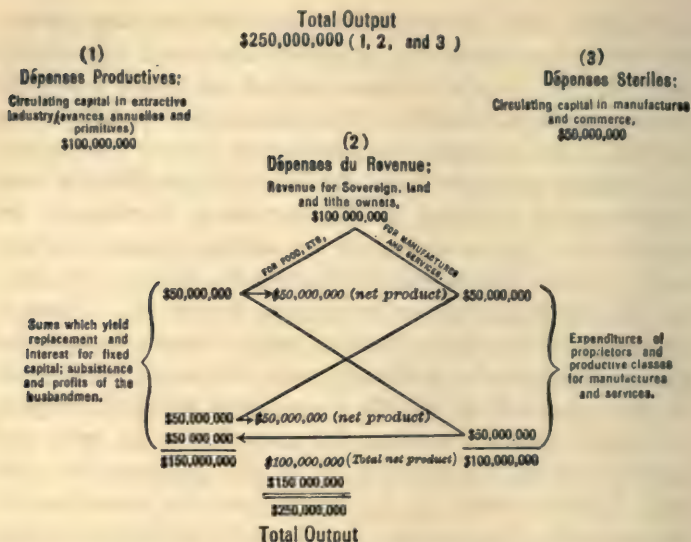 Total Output
$250,000,000 (1, 2, and 3)
(1)
Dépenses Productives:
Circulating capital in extractive
Industry (avances annuelles and
primitives)
$100,000,000
(3)
Dépenses Steriles:
Circulating capital in manufactures
and commerce,
$50,000,000
(2)
Dépenses du Revenue:
Revenue for Sovereign, land
and tithe owners,
$100 000,000
FOR FOOD, ETC,
FOR MANUFACTURES
AND SERVICES.
$50,000,000
$50,000,000 (net product)
$50,000,000
Sums which yield
replacement and
interest for fixed
capital; subsistence
and profits of the
husbandmen.
Expenditures of
proprietors and
productive classes
for manufactures
and services.
$50,000,000
$50,000,000 (net product)
$50 000,000
$50,000,000
$150,000,000
$100,000,000 (Total net product)
$100,000,000
$150 000,000
$250,000,000
Total Output